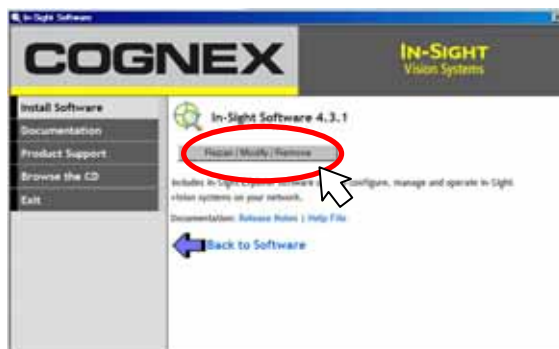 In-Sight Software
COGNEX
IN-SIGHT
Vision Systems
Install Software
Documentation
Product Support
Browse the CD
Exit
In-Sight Software 4.3.1
Repair | Modify | Remove
Includes In-Sight Explorer software configure, manage and operate In-Sight
vision systems on your network.
Documentation: Release Notes | Help File
Back to Software